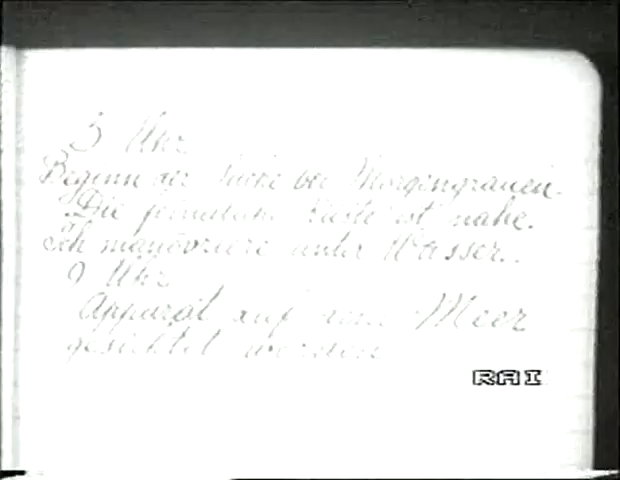 3 Uhr
Beginn der Suche bei Morgengrauen.
Die feindliche Küste ist nahe.
Ich manövriere unter Wasser.
9 Uhr
Apparat auf dem Meer
gesichtet worden
RAI